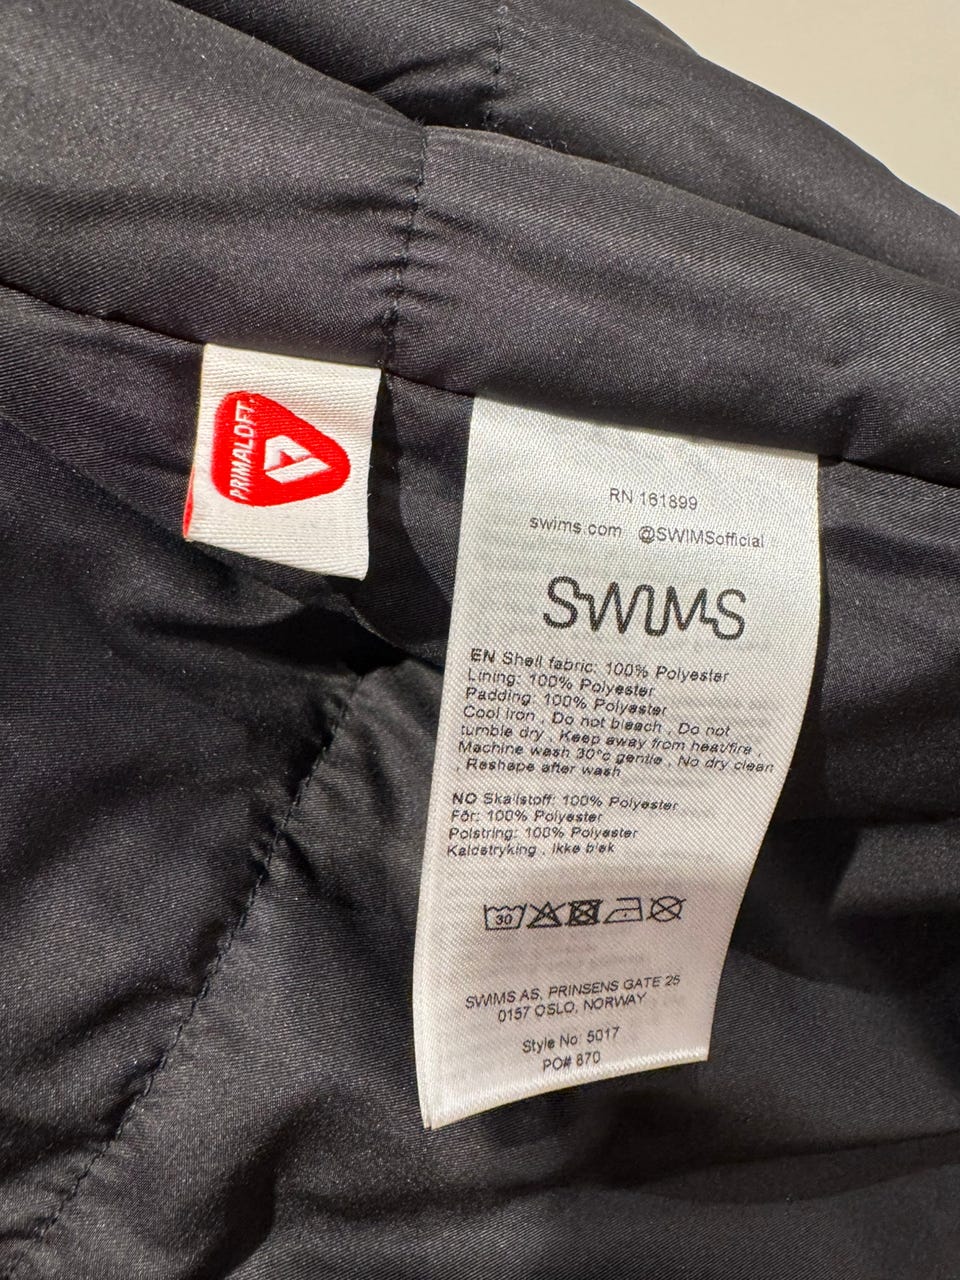 PRIMALOFT
RN 161899
swims.com @SWIMSofficial
SWIMS
EN Shell fabric: 100% Polyester
Lining: 100% Polyester
Padding: 100% Polyester
Cool iron , Do not bleach , Do not
tumble dry , Keep away from heat/fire ,
Machine wash 30°c gentle , No dry clean
, Reshape after wash
NO Skallstoff: 100% Polyester
Fôr: 100% Polyester
Polstring: 100% Polyester
Kaldstryking , Ikke blek
30
SWIMS AS, PRINSENS GATE 25
0157 OSLO, NORWAY
Style No: 5017
PO# 870